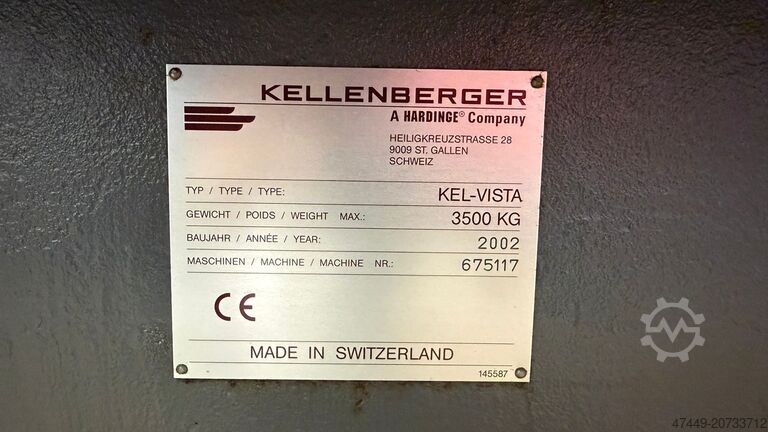 KELLENBERGER
A HARDINGE® Company
HEILIGKREUZSTRASSE 28
9009 ST. GALLEN
SCHWEIZ
TYP / TYPE / TYPE: KEL-VISTA
GEWICHT / POIDS / WEIGHT MAX.: 3500 KG
BAUJAHR / ANNÉE / YEAR: 2002
MASCHINEN / MACHINE / MACHINE NR.: 675117
CE
MADE IN SWITZERLAND
145587
47449-20733712